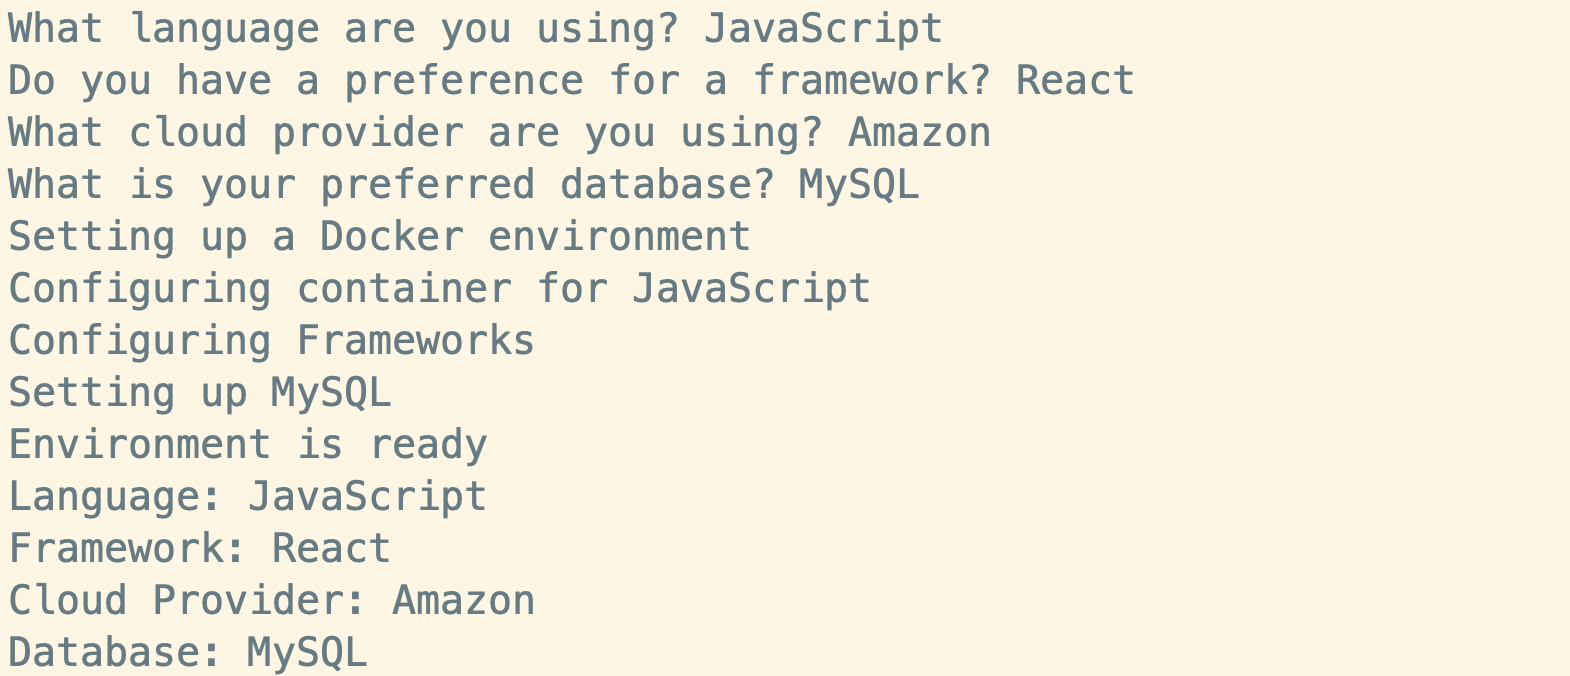 What language are you using? JavaScript
Do you have a preference for a framework? React
What cloud provider are you using? Amazon
What is your preferred database? MySQL
Setting up a Docker environment
Configuring container for JavaScript
Configuring Frameworks
Setting up MySQL
Environment is ready
Language: JavaScript
Framework: React
Cloud Provider: Amazon
Database: MySQL